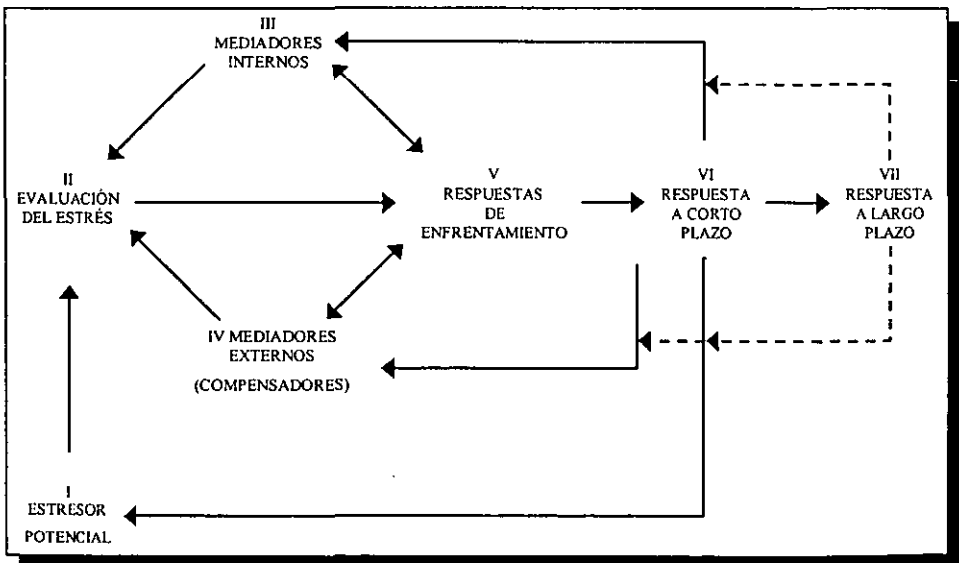 III
MEDIADORES
INTERNOS
II
EVALUACIÓN
DEL ESTRÉS
V
RESPUESTAS
DE
ENFRENTAMIENTO
VI
RESPUESTA
A CORTO
PLAZO
VII
RESPUESTA
A LARGO
PLAZO
IV MEDIADORES
EXTERNOS
(COMPENSADORES)
I
ESTRESOR
POTENCIAL